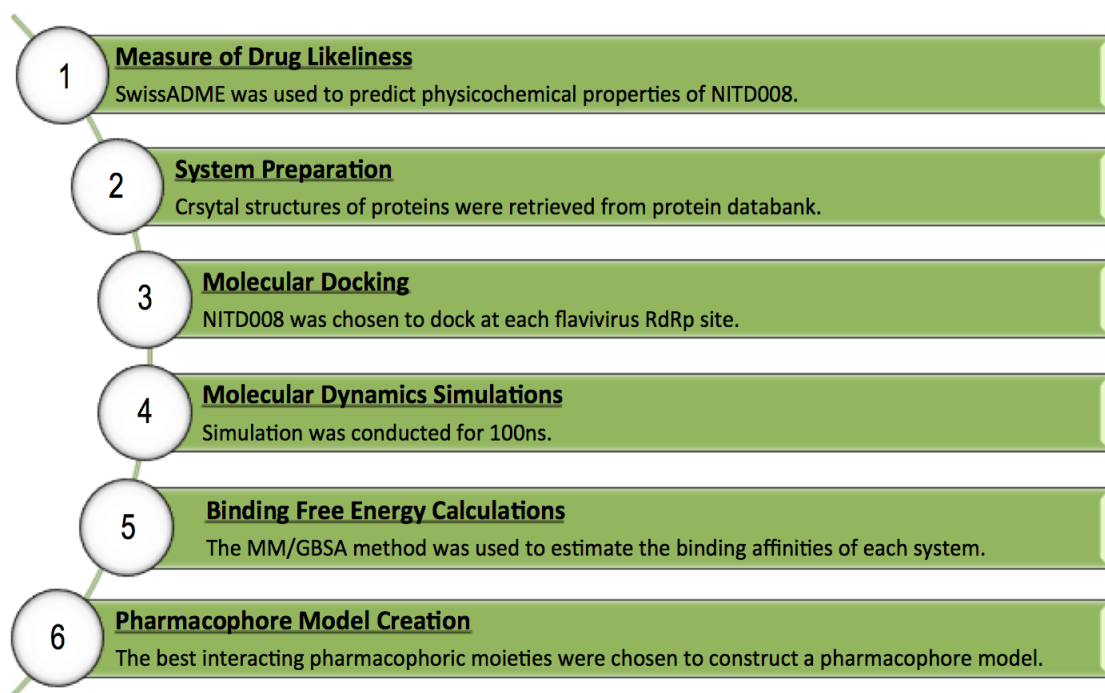 1
Measure of Drug Likeliness
SwissADME was used to predict physicochemical properties of NITD008.
2
System Preparation
Crsytal structures of proteins were retrieved from protein databank.
3
Molecular Docking
NITD008 was chosen to dock at each flavivirus RdRp site.
4
Molecular Dynamics Simulations
Simulation was conducted for 100ns.
5
Binding Free Energy Calculations
The MM/GBSA method was used to estimate the binding affinities of each system.
6
Pharmacophore Model Creation
The best interacting pharmacophoric moieties were chosen to construct a pharmacophore model.